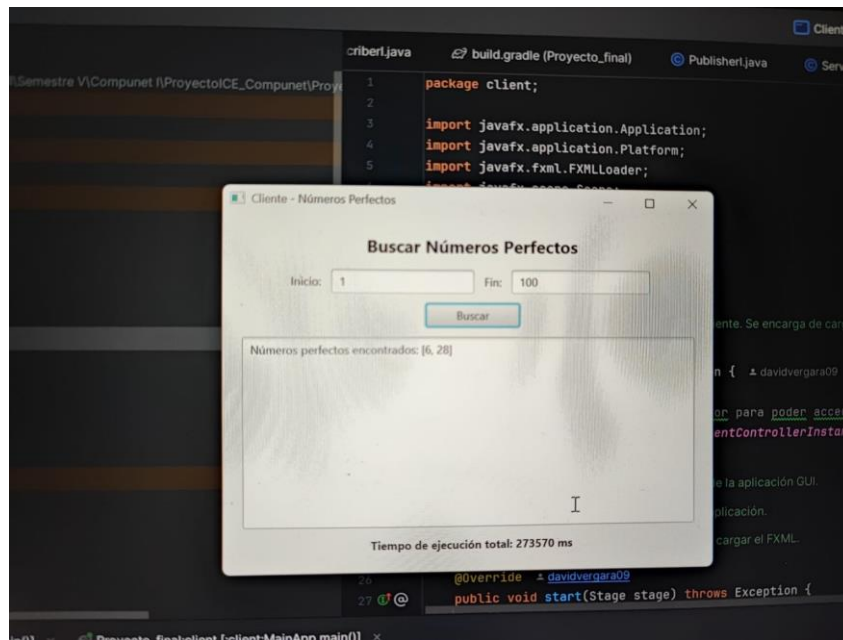 Client
criberI.java
build.gradle (Proyecto_final)
PublisherI.java
Serv
\Semestre V\Compunet I\ProyectoICE_Compunet\Proye
1 package client;
2
3 import javafx.application.Application;
4 import javafx.application.Platform;
5 import javafx.fxml.FXMLLoader;
Cliente - Números Perfectos
Buscar Números Perfectos
Inicio: 1 Fin: 100
Buscar
Números perfectos encontrados: [6, 28]
Tiempo de ejecución total: 273570 ms
ente. Se encarga de car
n { davidvergara09
or para poder acce
entControllerInsta
e la aplicación GUI.
plicación.
cargar el FXML.
26 @Override davidvergara09
27 @ public void start(Stage stage) throws Exception {
Proyecto_final:client [:client:MainApp.main()] ×